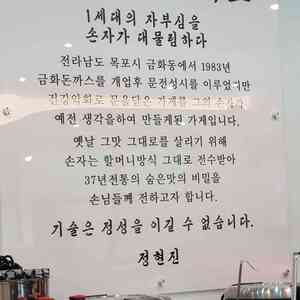 1세대의 자부심을
손자가 대물림하다
전라남도 목포시 금화동에서 1983년
금화돈까스를 개업후 문전성시를 이루었지만
건강악화로 문을닫은 가게를 그의 손자가
예전 생각을하여 만들게된 가게입니다.
옛날 그맛 그대로를 살리기 위해
손자는 할머니방식 그대로 전수받아
37년전통의 숨은맛의 비밀을
손님들께 전하고자 합니다.
기술은 정성을 이길 수 없습니다.
정현진